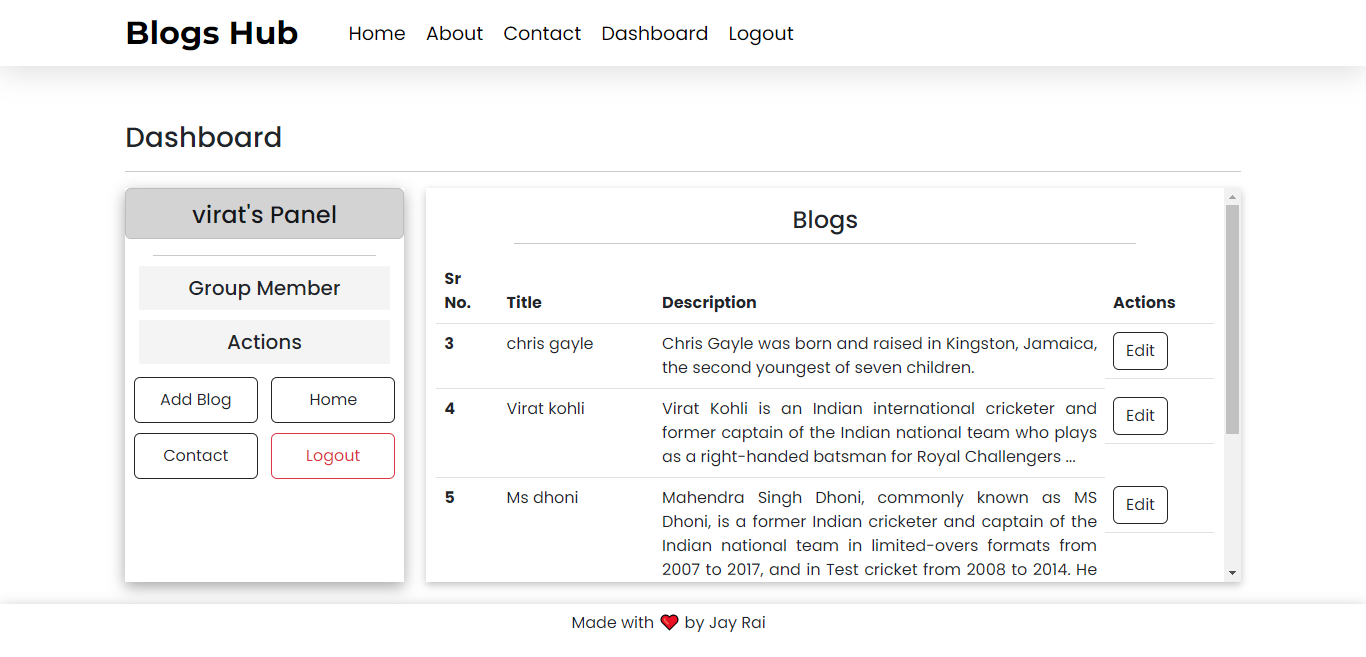 Blogs Hub Home About Contact Dashboard Logout
Dashboard
virat's Panel
Group Member
Actions
Add Blog Home
Contact Logout
Blogs
Sr No. Title Description Actions
3 chris gayle Chris Gayle was born and raised in Kingston, Jamaica, Edit
the second youngest of seven children.
4 Virat kohli Virat Kohli is an Indian international cricketer and Edit
former captain of the Indian national team who plays
as a right-handed batsman for Royal Challengers ...
5 Ms dhoni Mahendra Singh Dhoni, commonly known as MS Edit
Dhoni, is a former Indian cricketer and captain of the
Indian national team in limited-overs formats from
2007 to 2017, and in Test cricket from 2008 to 2014. He
Made with ❤ by Jay Rai